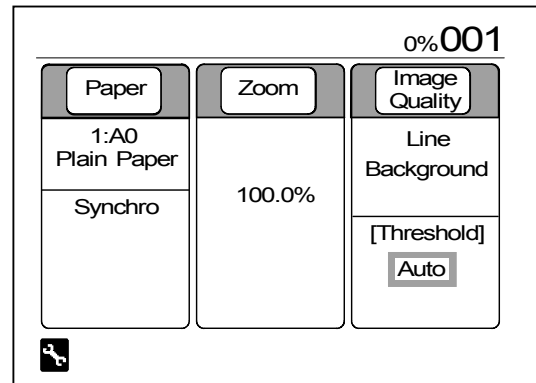 0%001
Paper
1:A0
Plain Paper
Synchro
Zoom
100.0%
Image
Quality
Line
Background
[Threshold]
Auto